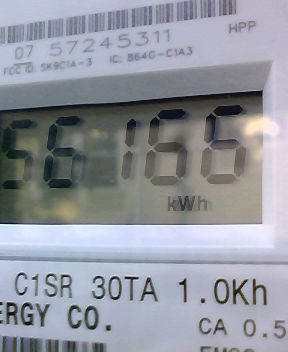 07 57245311 HPP
FCC ID: SK9C1A-3 IC: 864G-C1A3
56166
kWh
C1SR 30TA 1.0Kh
ERGY CO. CA 0.5